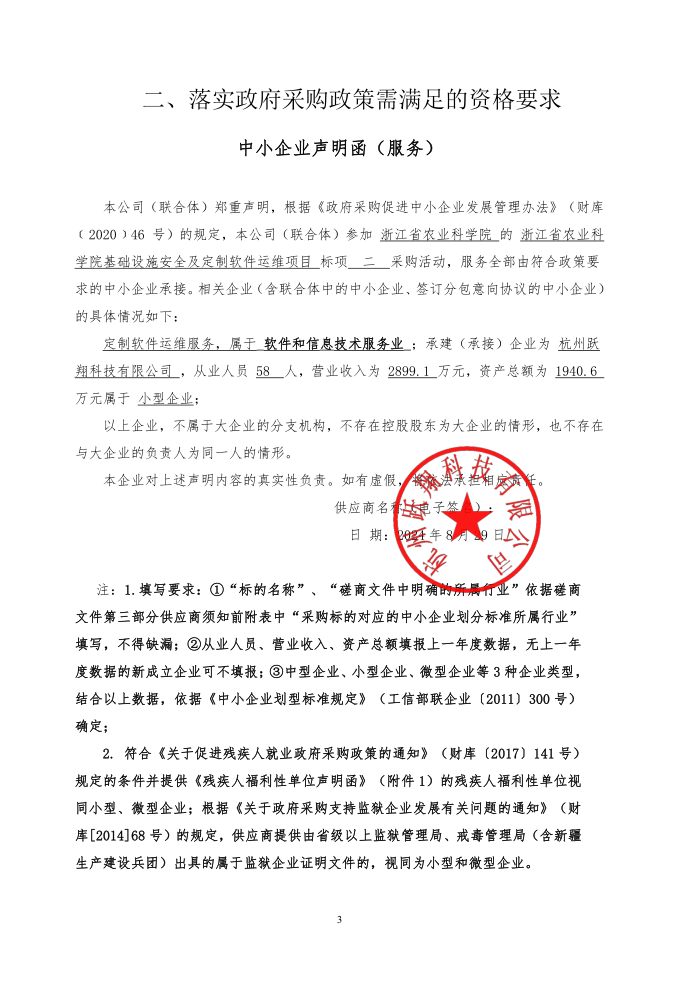 二、落实政府采购政策需满足的资格要求
中小企业声明函（服务）
本公司（联合体）郑重声明，根据《政府采购促进中小企业发展管理办法》（财库
﹙2020﹚46 号）的规定，本公司（联合体）参加 浙江省农业科学院 的 浙江省农业科
学院基础设施安全及定制软件运维项目 标项 二 采购活动，服务全部由符合政策要
求的中小企业承接。相关企业（含联合体中的中小企业、签订分包意向协议的中小企业）
的具体情况如下：
定制软件运维服务，属于 软件和信息技术服务业 ；承建（承接）企业为 杭州跃
翔科技有限公司 ，从业人员 58 人，营业收入为 2899.1 万元，资产总额为 1940.6
万元属于 小型企业；
以上企业，不属于大企业的分支机构，不存在控股股东为大企业的情形，也不存在
与大企业的负责人为同一人的情形。
本企业对上述声明内容的真实性负责。如有虚假，将依法承担相应责任。
供应商名称（电子签名）：
日 期：2024 年 8 月 29 日
杭州跃翔科技有限公司
注：1.填写要求：①“标的名称”、“磋商文件中明确的所属行业”依据磋商
文件第三部分供应商须知前附表中“采购标的对应的中小企业划分标准所属行业”
填写，不得缺漏；②从业人员、营业收入、资产总额填报上一年度数据，无上一年
度数据的新成立企业可不填报；③中型企业、小型企业、微型企业等 3 种企业类型，
结合以上数据，依据《中小企业划型标准规定》（工信部联企业〔2011〕300 号）
确定；
2. 符合《关于促进残疾人就业政府采购政策的通知》（财库〔2017〕141 号）
规定的条件并提供《残疾人福利性单位声明函》（附件 1）的残疾人福利性单位视
同小型、微型企业；根据《关于政府采购支持监狱企业发展有关问题的通知》（财
库[2014]68 号）的规定，供应商提供由省级以上监狱管理局、戒毒管理局（含新疆
生产建设兵团）出具的属于监狱企业证明文件的，视同为小型和微型企业。
3